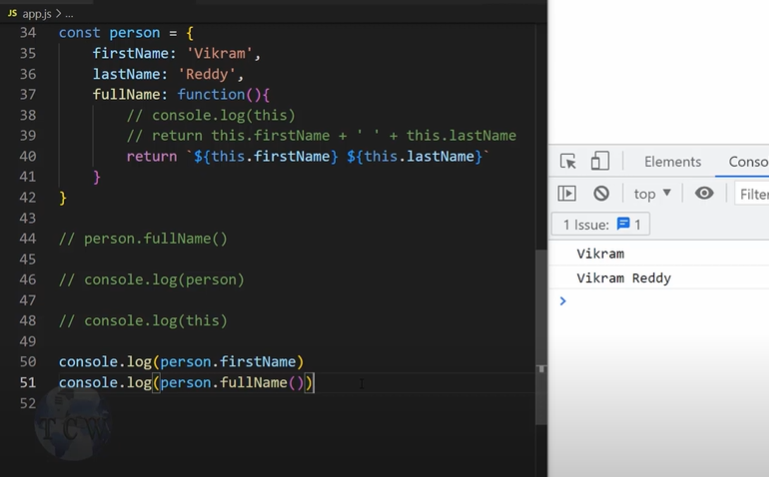 JS app.js > ...
34 const person = {
35 firstName: 'Vikram',
36 lastName: 'Reddy',
37 fullName: function(){
38 // console.log(this)
39 // return this.firstName + ' ' + this.lastName
40 return `${this.firstName} ${this.lastName}`
41 }
42 }
43
44 // person.fullName()
45
46 // console.log(person)
47
48 // console.log(this)
49
50 console.log(person.firstName)
51 console.log(person.fullName())
52
TCW
Elements Conso
top Filter
1 Issue: 1
Vikram
Vikram Reddy
>